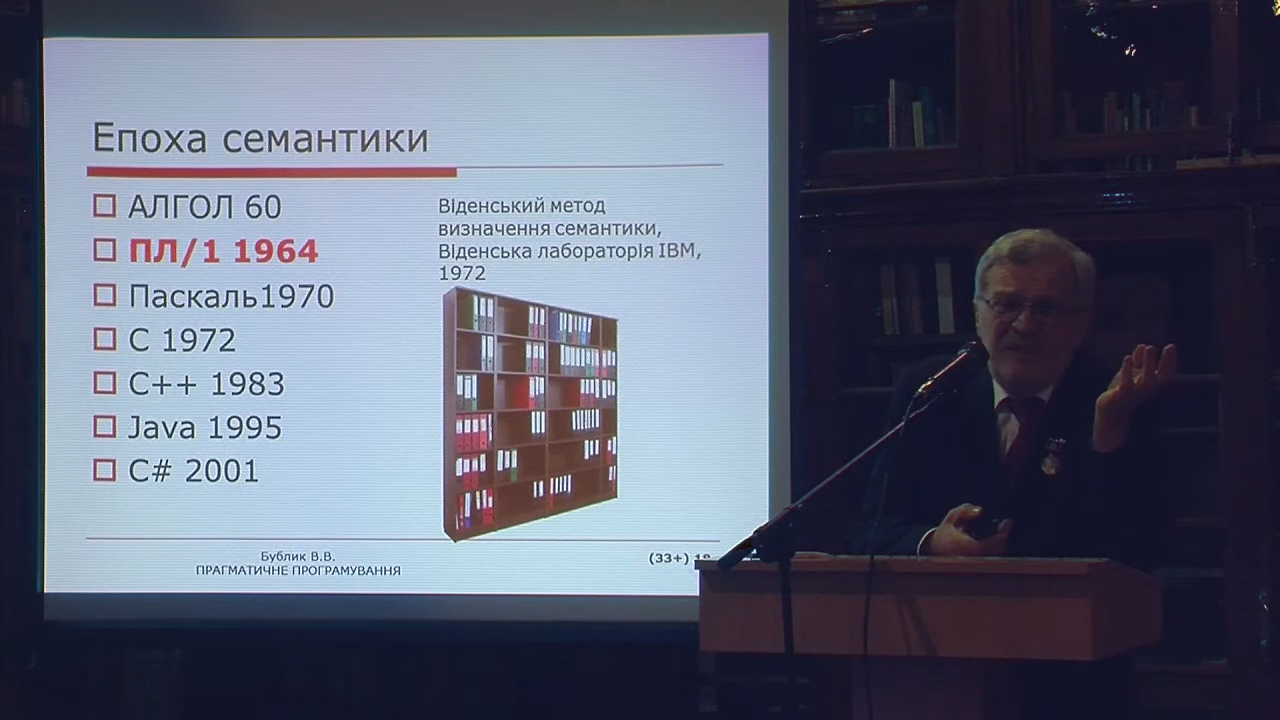 Епоха семантики
АЛГОЛ 60
ПЛ/1 1964
Паскаль1970
С 1972
С++ 1983
Java 1995
C# 2001
Віденський метод
визначення семантики,
Віденська лабораторія IBM,
1972
Бублик В.В.
ПРАГМАТИЧНЕ ПРОГРАМУВАННЯ
(33+) 18